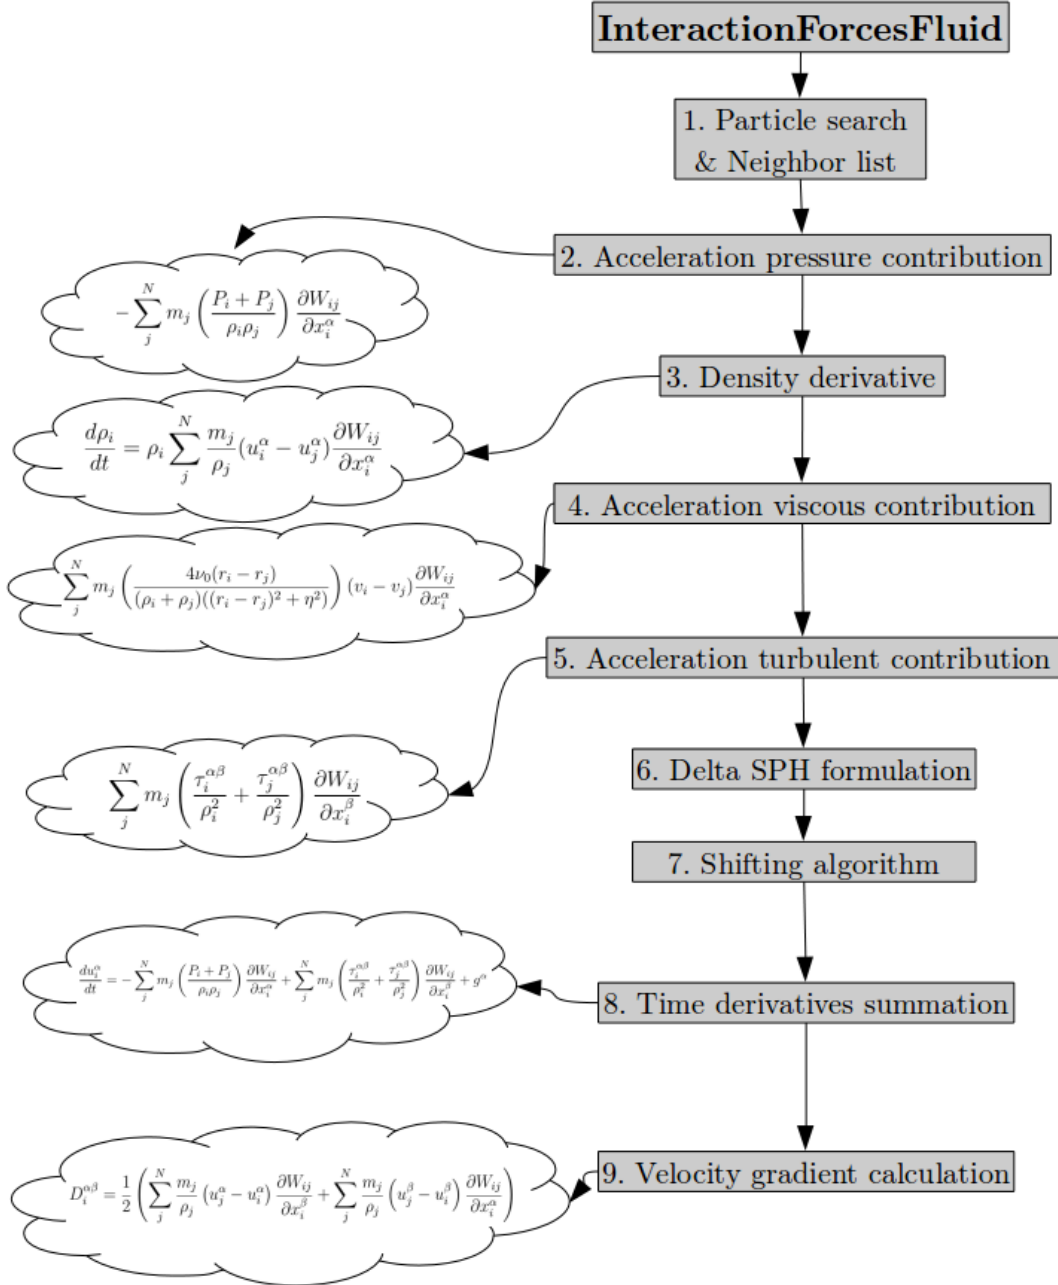 InteractionForcesFluid
1. Particle search
& Neighbor list
2. Acceleration pressure contribution
$-\sum_{j}^{N} m_j \left( \frac{P_i + P_j}{\rho_i \rho_j} \right) \frac{\partial W_{ij}}{\partial x_i^{\alpha}}$
3. Density derivative
$\frac{d\rho_i}{dt} = \rho_i \sum_{j}^{N} \frac{m_j}{\rho_j} (u_i^{\alpha} - u_j^{\alpha}) \frac{\partial W_{ij}}{\partial x_i^{\alpha}}$
4. Acceleration viscous contribution
$\sum_{j}^{N} m_j \left( \frac{4\nu_0 (r_i - r_j)}{(\rho_i + \rho_j)((r_i - r_j)^2 + \eta^2)} \right) (v_i - v_j) \frac{\partial W_{ij}}{\partial x_i^{\alpha}}$
5. Acceleration turbulent contribution
$\sum_{j}^{N} m_j \left( \frac{\tau_i^{\alpha\beta}}{\rho_i^2} + \frac{\tau_j^{\alpha\beta}}{\rho_j^2} \right) \frac{\partial W_{ij}}{\partial x_i^{\beta}}$
6. Delta SPH formulation
7. Shifting algorithm
8. Time derivatives summation
$\frac{du_i^{\alpha}}{dt} = -\sum_{j}^{N} m_j \left( \frac{P_i + P_j}{\rho_i \rho_j} \right) \frac{\partial W_{ij}}{\partial x_i^{\alpha}} + \sum_{j}^{N} m_j \left( \frac{\tau_i^{\alpha\beta}}{\rho_i^2} + \frac{\tau_j^{\alpha\beta}}{\rho_j^2} \right) \frac{\partial W_{ij}}{\partial x_i^{\beta}} + g^{\alpha}$
9. Velocity gradient calculation
$D_i^{\alpha\beta} = \frac{1}{2} \left( \sum_{j}^{N} \frac{m_j}{\rho_j} \left( u_j^{\alpha} - u_i^{\alpha} \right) \frac{\partial W_{ij}}{\partial x_i^{\beta}} + \sum_{j}^{N} \frac{m_j}{\rho_j} \left( u_j^{\beta} - u_i^{\beta} \right) \frac{\partial W_{ij}}{\partial x_i^{\alpha}} \right)$